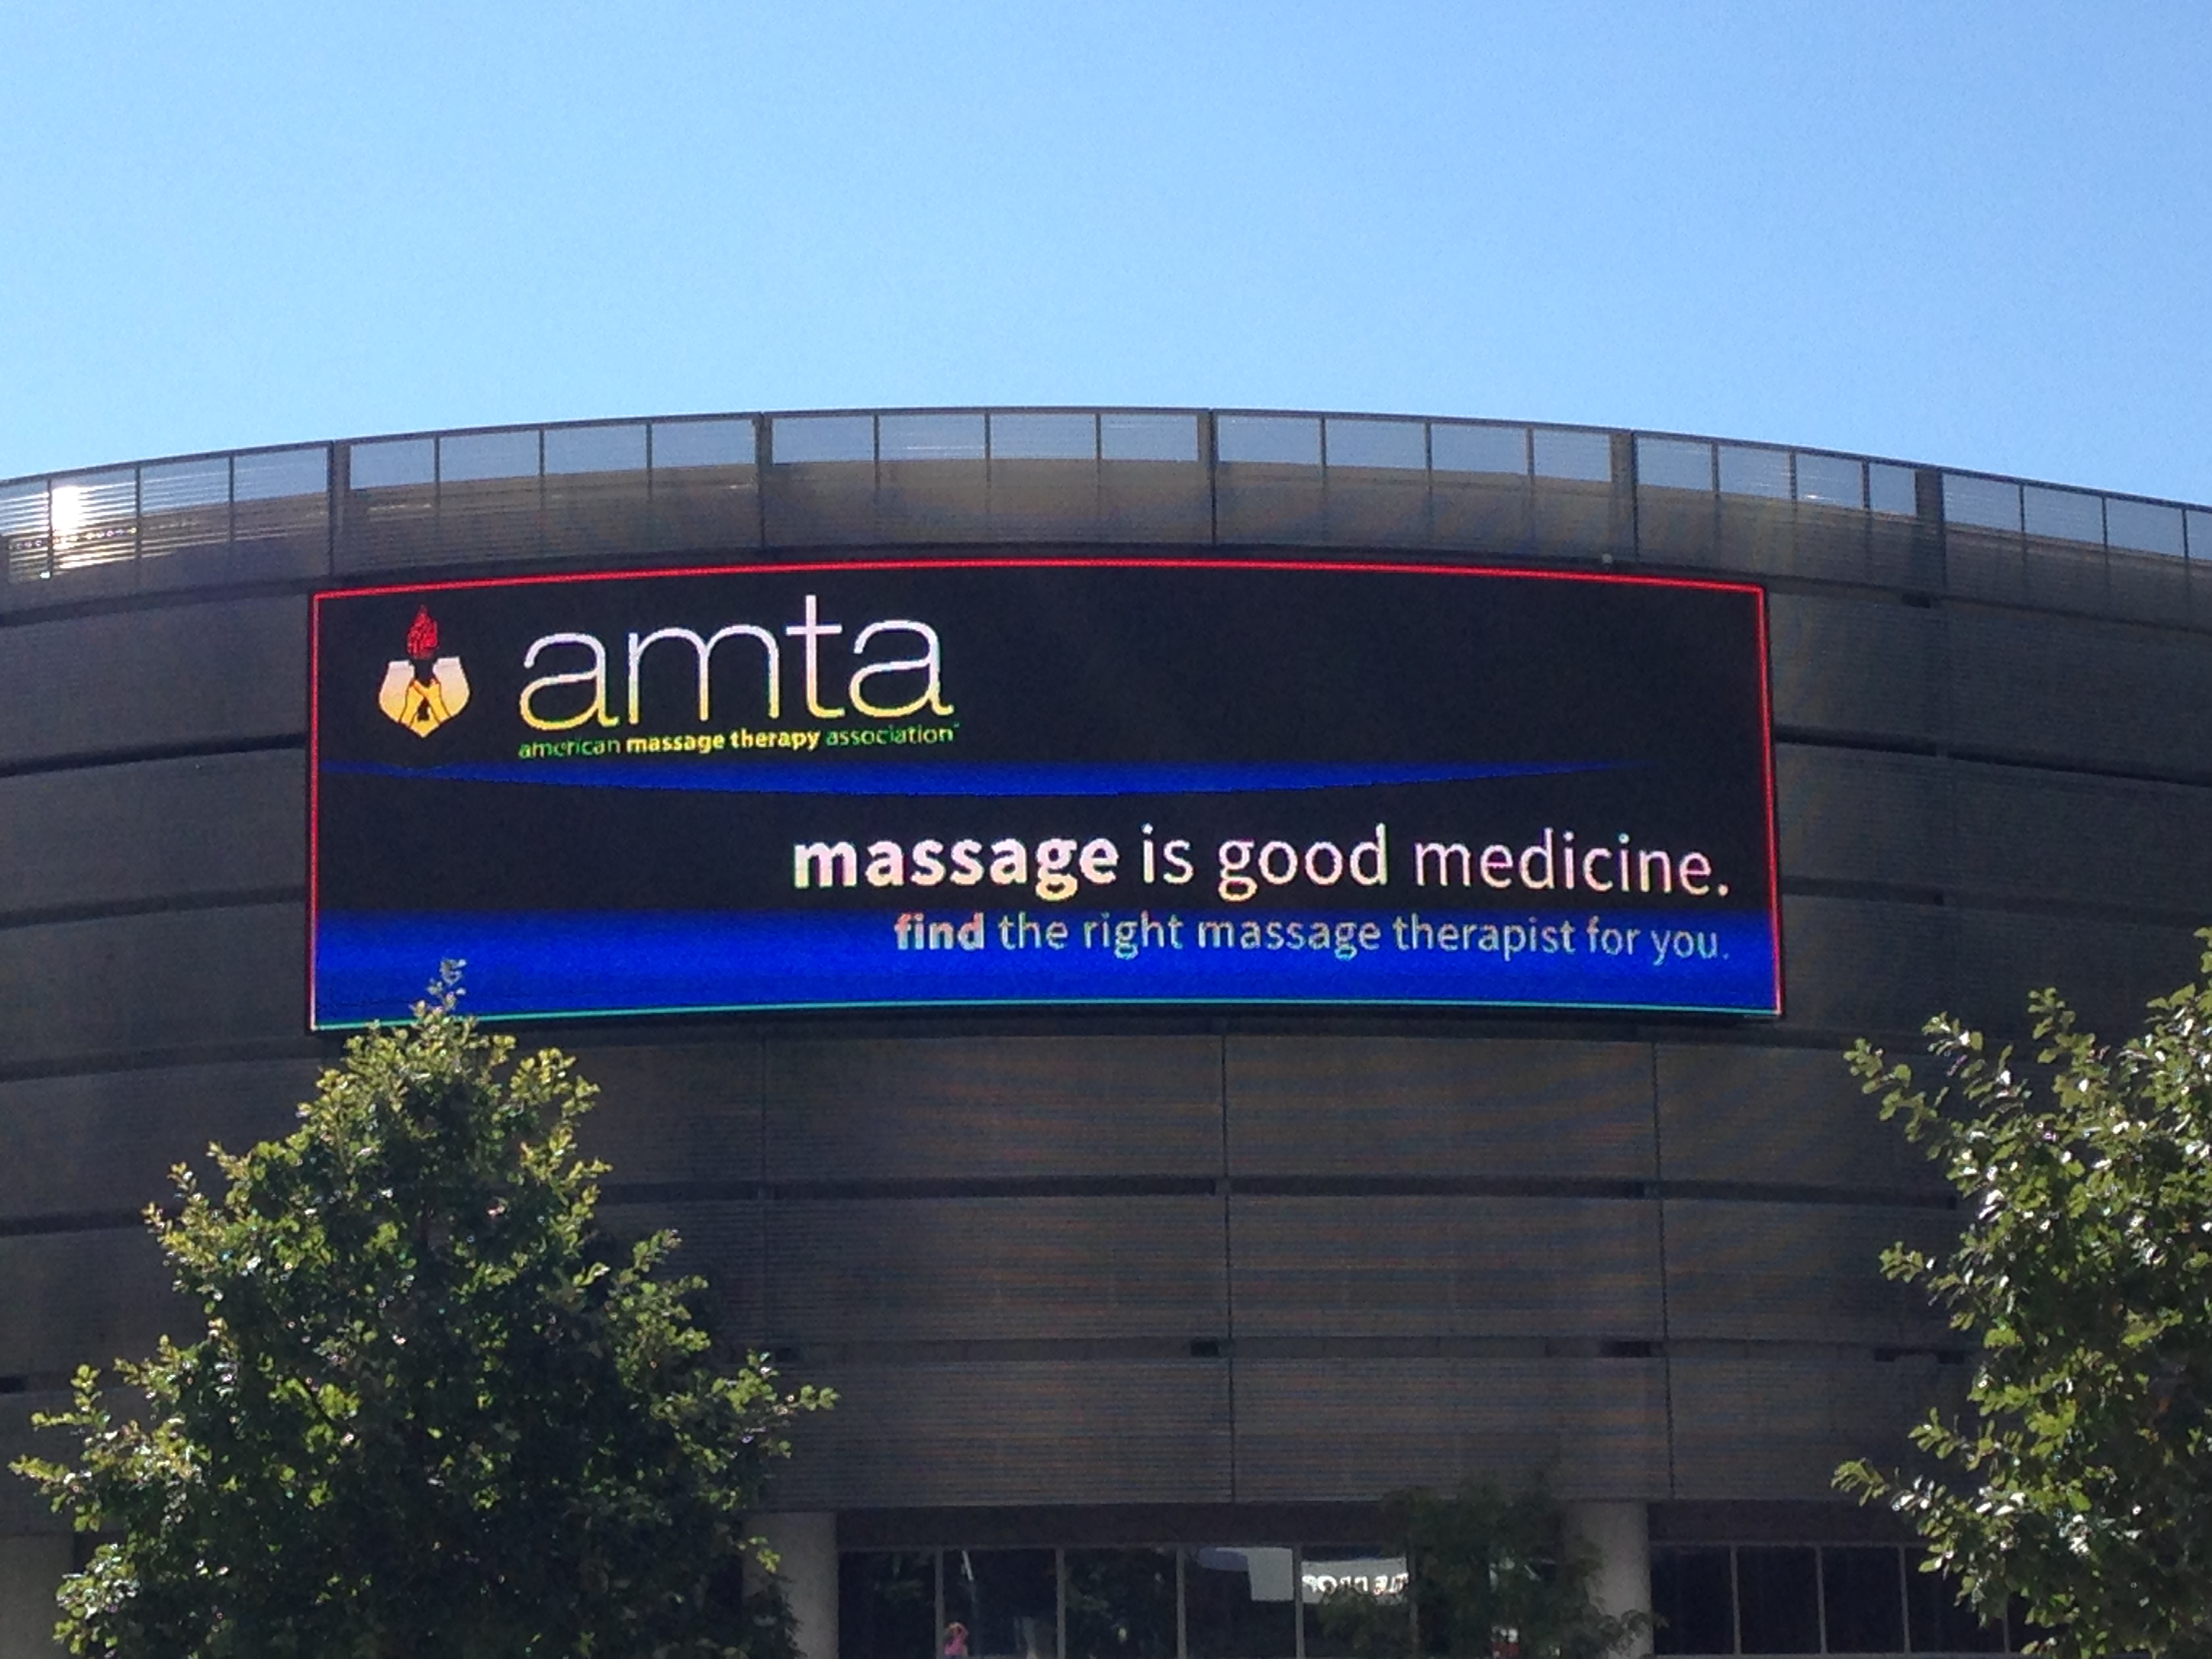 amta
american massage therapy association
massage is good medicine.
find the right massage therapist for you.